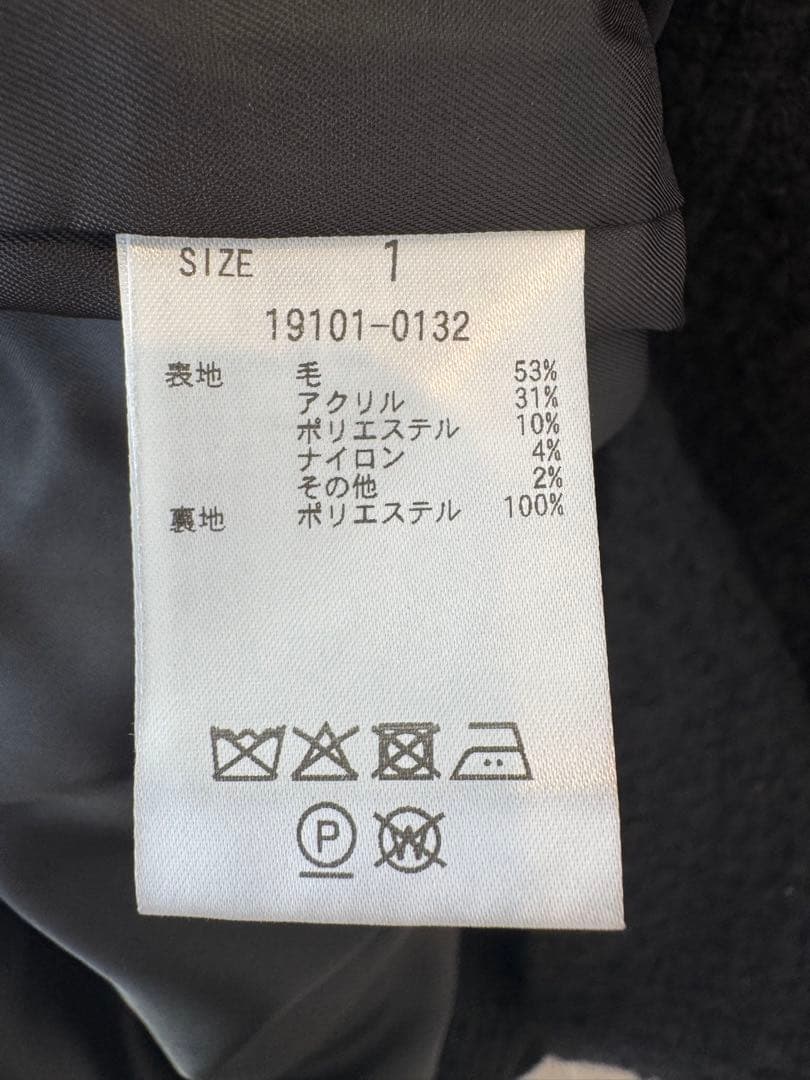 SIZE 1
19101-0132
表地 毛 53%
アクリル 31%
ポリエステル 10%
ナイロン 4%
その他 2%
裏地 ポリエステル 100%
P W